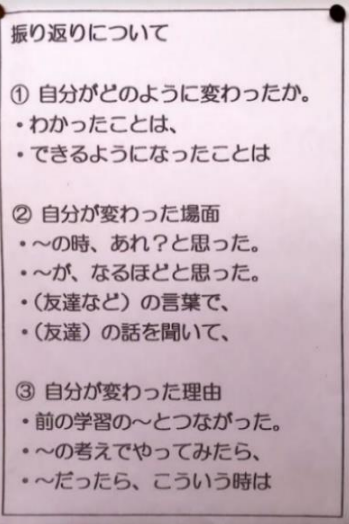 振り返りについて
① 自分がどのように変わったか。
・わかったことは、
・できるようになったことは
② 自分が変わった場面
・～の時、あれ？と思った。
・～が、なるほどと思った。
・（友達など）の言葉で、
・（友達）の話を聞いて、
③ 自分が変わった理由
・前の学習の～とつながった。
・～の考えでやってみたら、
・～だったら、こういう時は